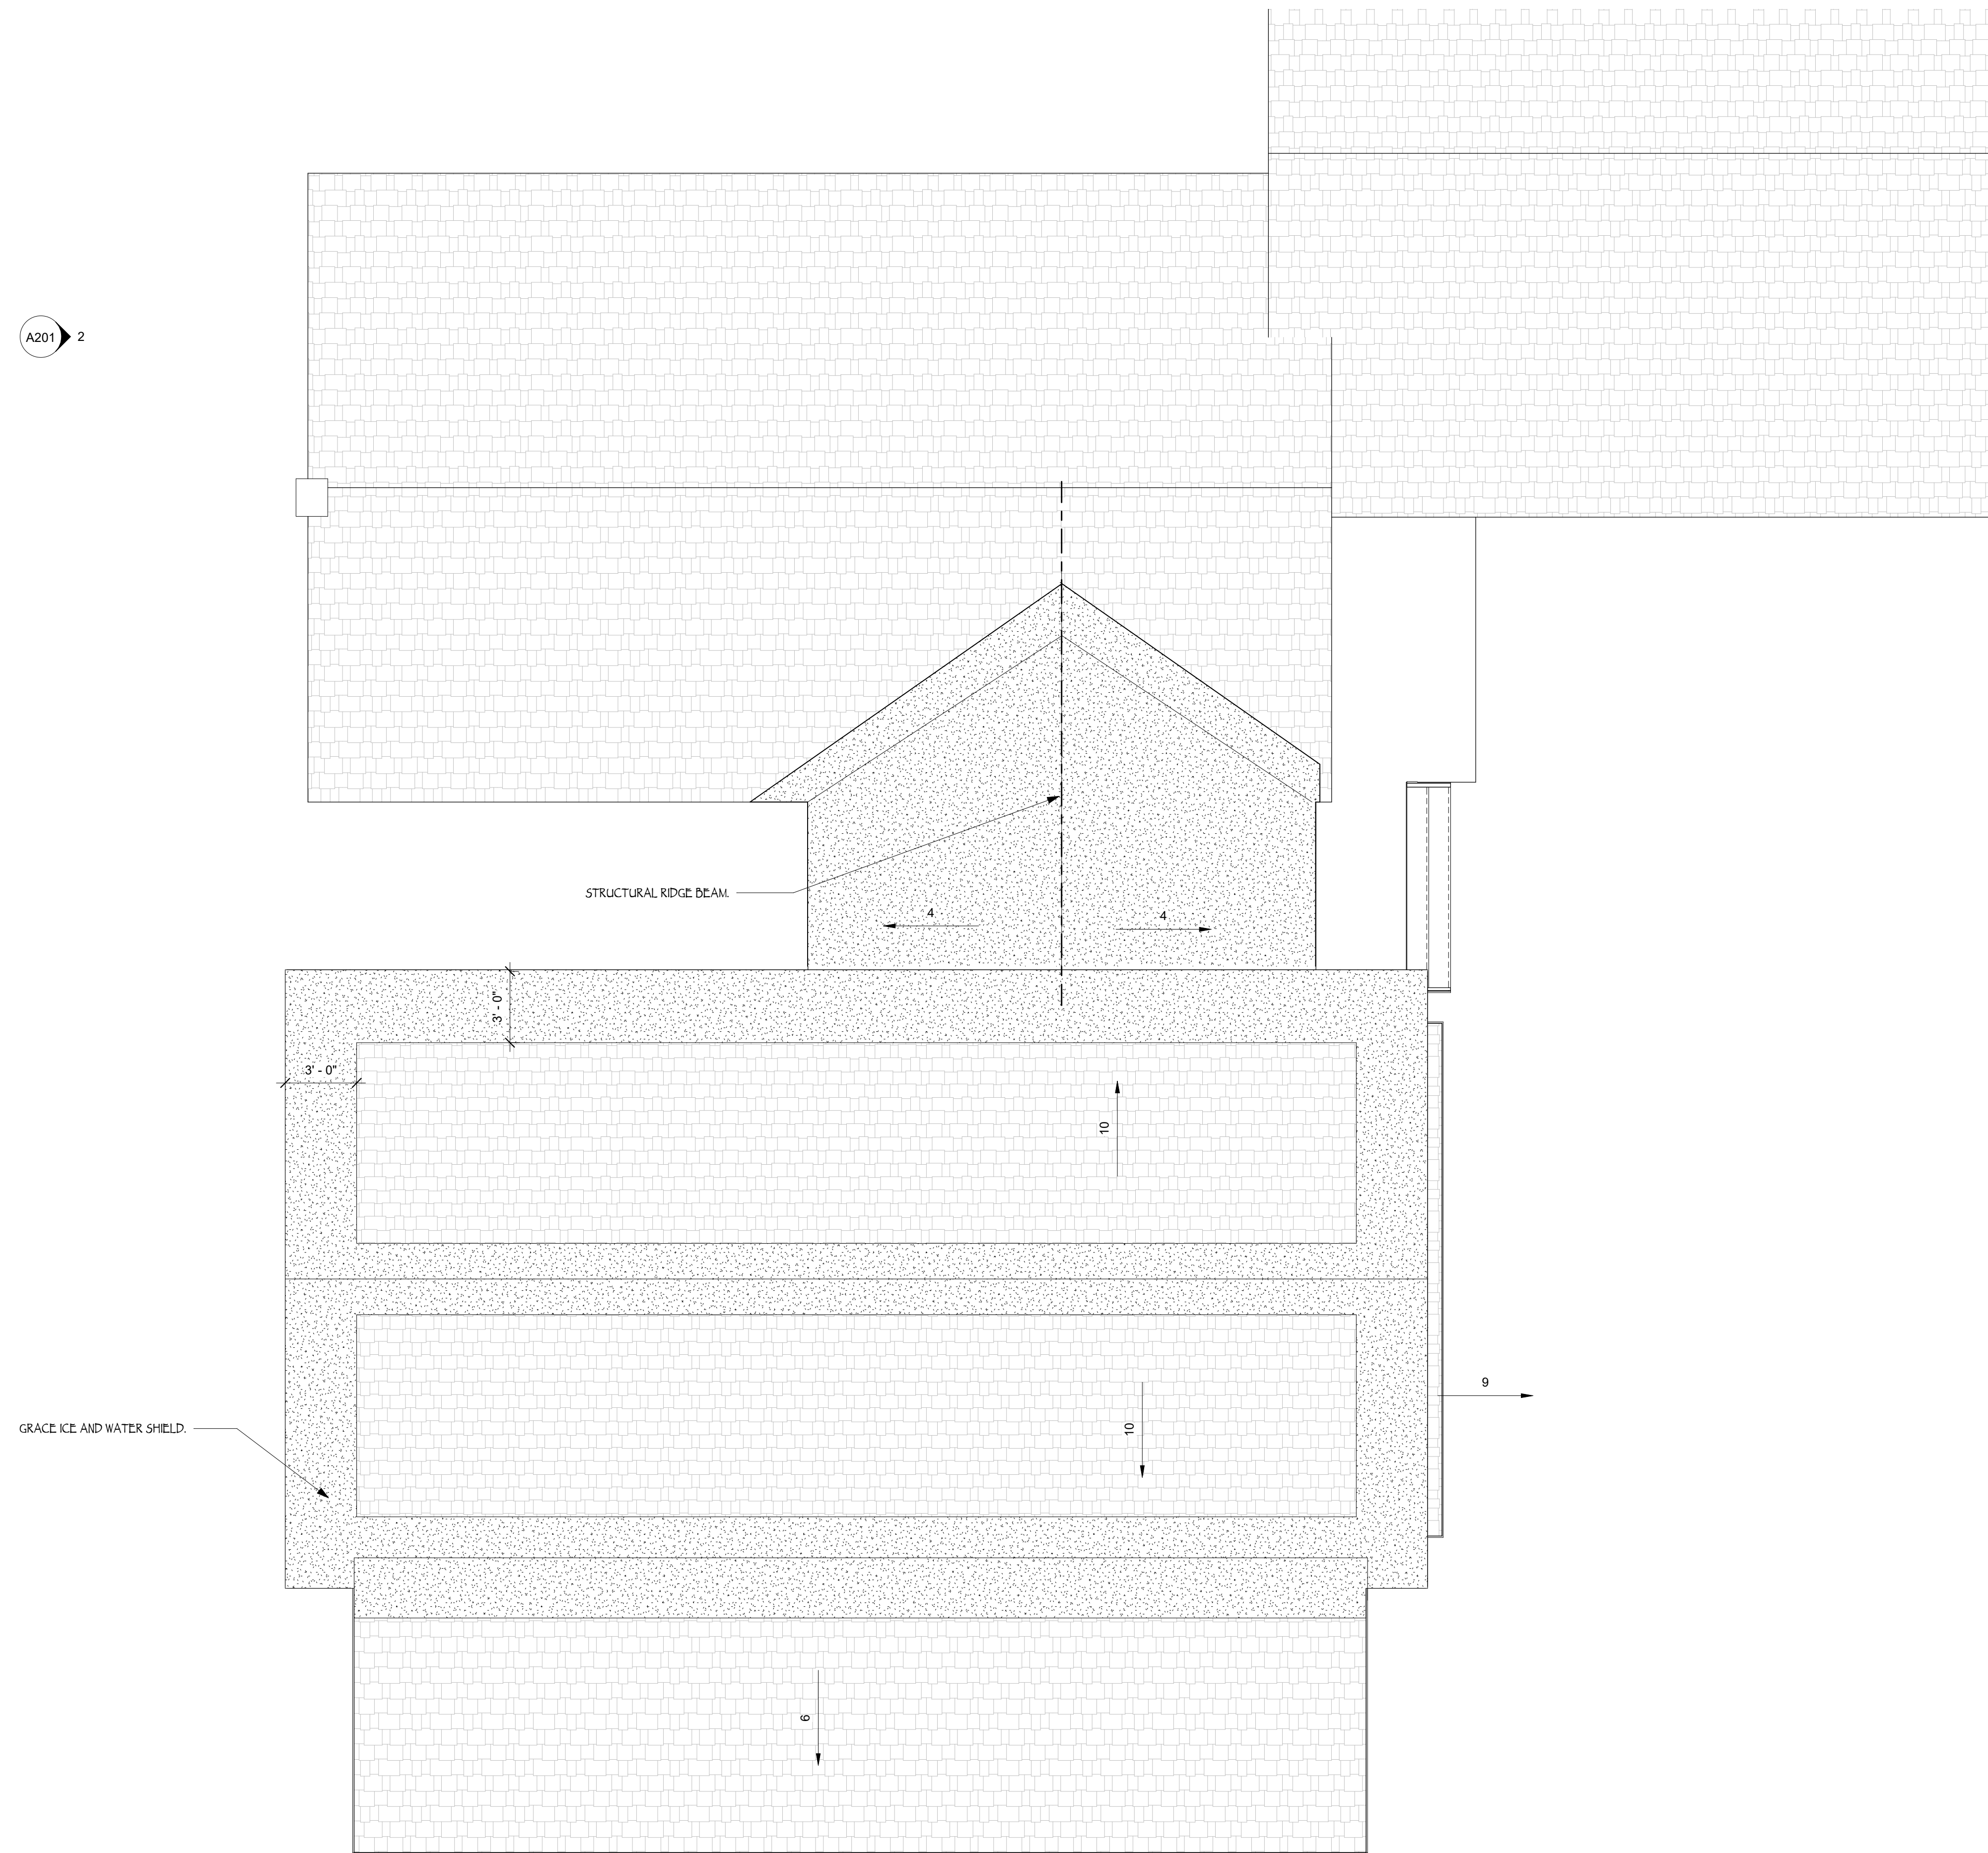 A201 2
STRUCTURAL RIDGE BEAM.
4
4
3' - 0"
3' - 0"
10
9
10
GRACE ICE AND WATER SHIELD.
6